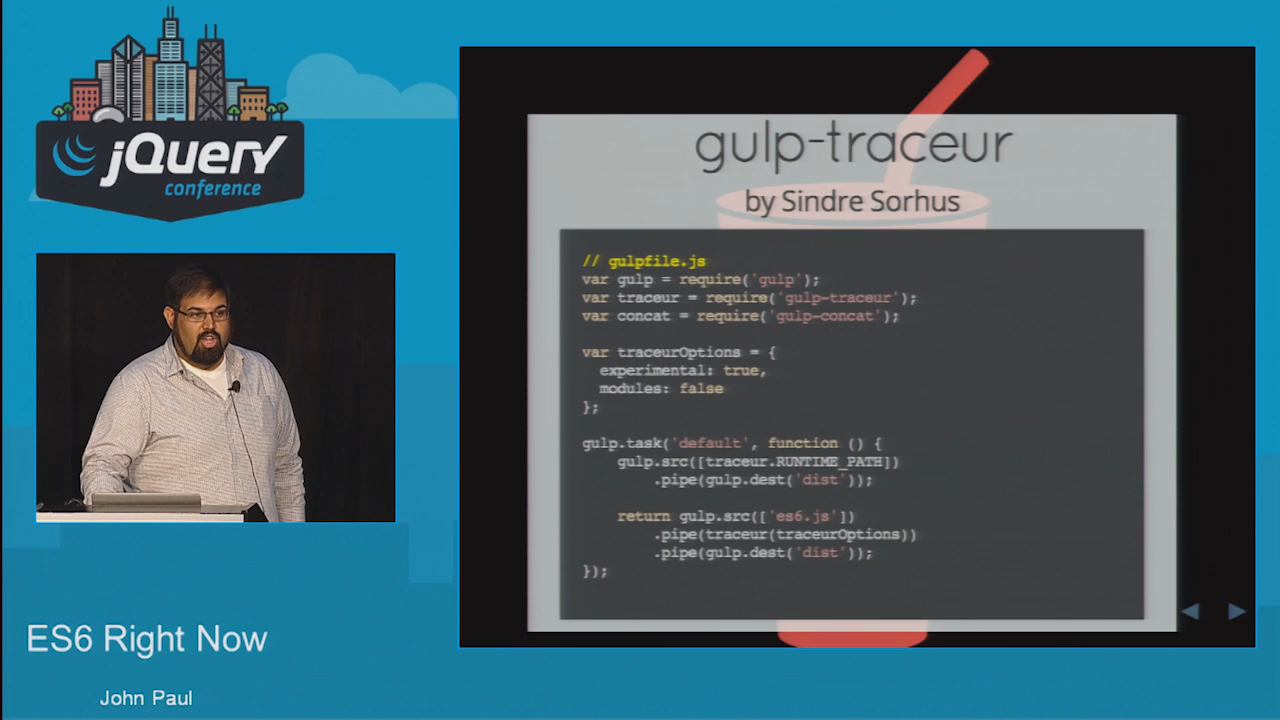 jQuery
conference
ES6 Right Now
John Paul
gulp-traceur
by Sindre Sorhus
// gulpfile.js
var gulp = require('gulp');
var traceur = require('gulp-traceur');
var concat = require('gulp-concat');
var traceurOptions = {
experimental: true,
modules: false
};
gulp.task('default', function () {
gulp.src([traceur.RUNTIME_PATH])
.pipe(gulp.dest('dist'));
return gulp.src(['es6.js'])
.pipe(traceur(traceurOptions))
.pipe(gulp.dest('dist'));
});